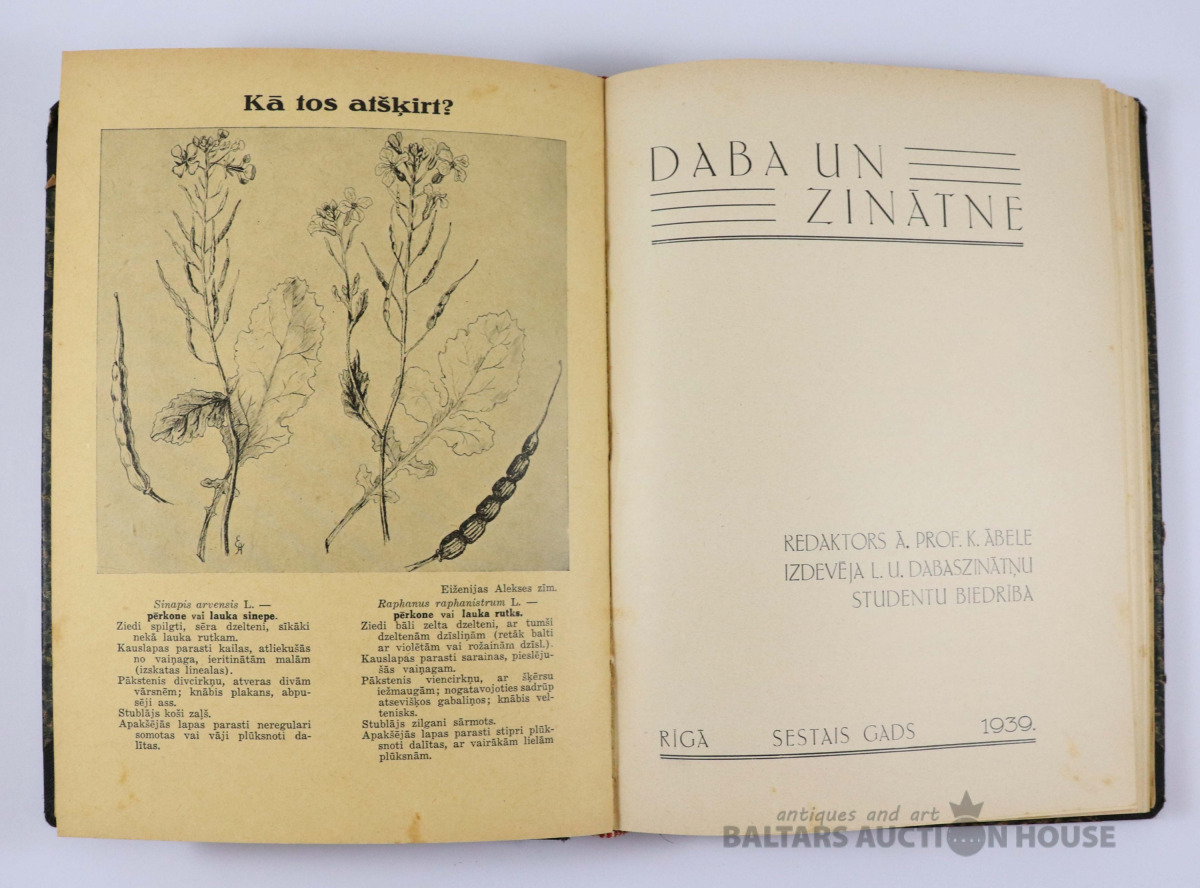 Kā tos atšķirt?
Eiženijas Alekses zīm.
Sinapis arvensis L. —
pērkone vai lauka sinepe.
Ziedi spilgti, sēra dzelteni, sīkāki
nekā lauka rutkam.
Kauslapas parasti kailas, atliekušās
no vaiņaga, ieritinātām malām
(izskatas linealas).
Pākstenis divcirkņu, atveras divām
vārsnēm; knābis plakans, abpu-
sēji ass.
Stublājs koši zaļš.
Apakšējās lapas parasti neregulari
somotas vai vāji plūksnoti da-
lītas.
Raphanus raphanistrum L. —
pērkone vai lauka rutks.
Ziedi bāli zelta dzelteni, ar tumši
dzeltenām dzīsliņām (retāk balti
ar violētām vai rožainām dzīsl.).
Kauslapas parasti sarainas, pieslēju-
šās vaiņagam.
Pākstenis viencirkņu, ar šķērsu
iežmaugām; nogatavojoties sadrūp
atsevišķos gabaliņos; knābis vel-
tenisks.
Stublājs zilgani sārmots.
Apakšējās lapas parasti stipri plūk-
snoti dalītas, ar vairākām lielām
plūksnām.
DABA UN
ZINĀTNE
REDAKTORS Ā. PROF. K. ĀBELE
IZDEVĒJA L. U. DABASZINĀTŅU
STUDENTU BIEDRĪBA
RĪGĀ SESTAIS GADS 1939.
antiques and art
BALTARS AUCTION HOUSE